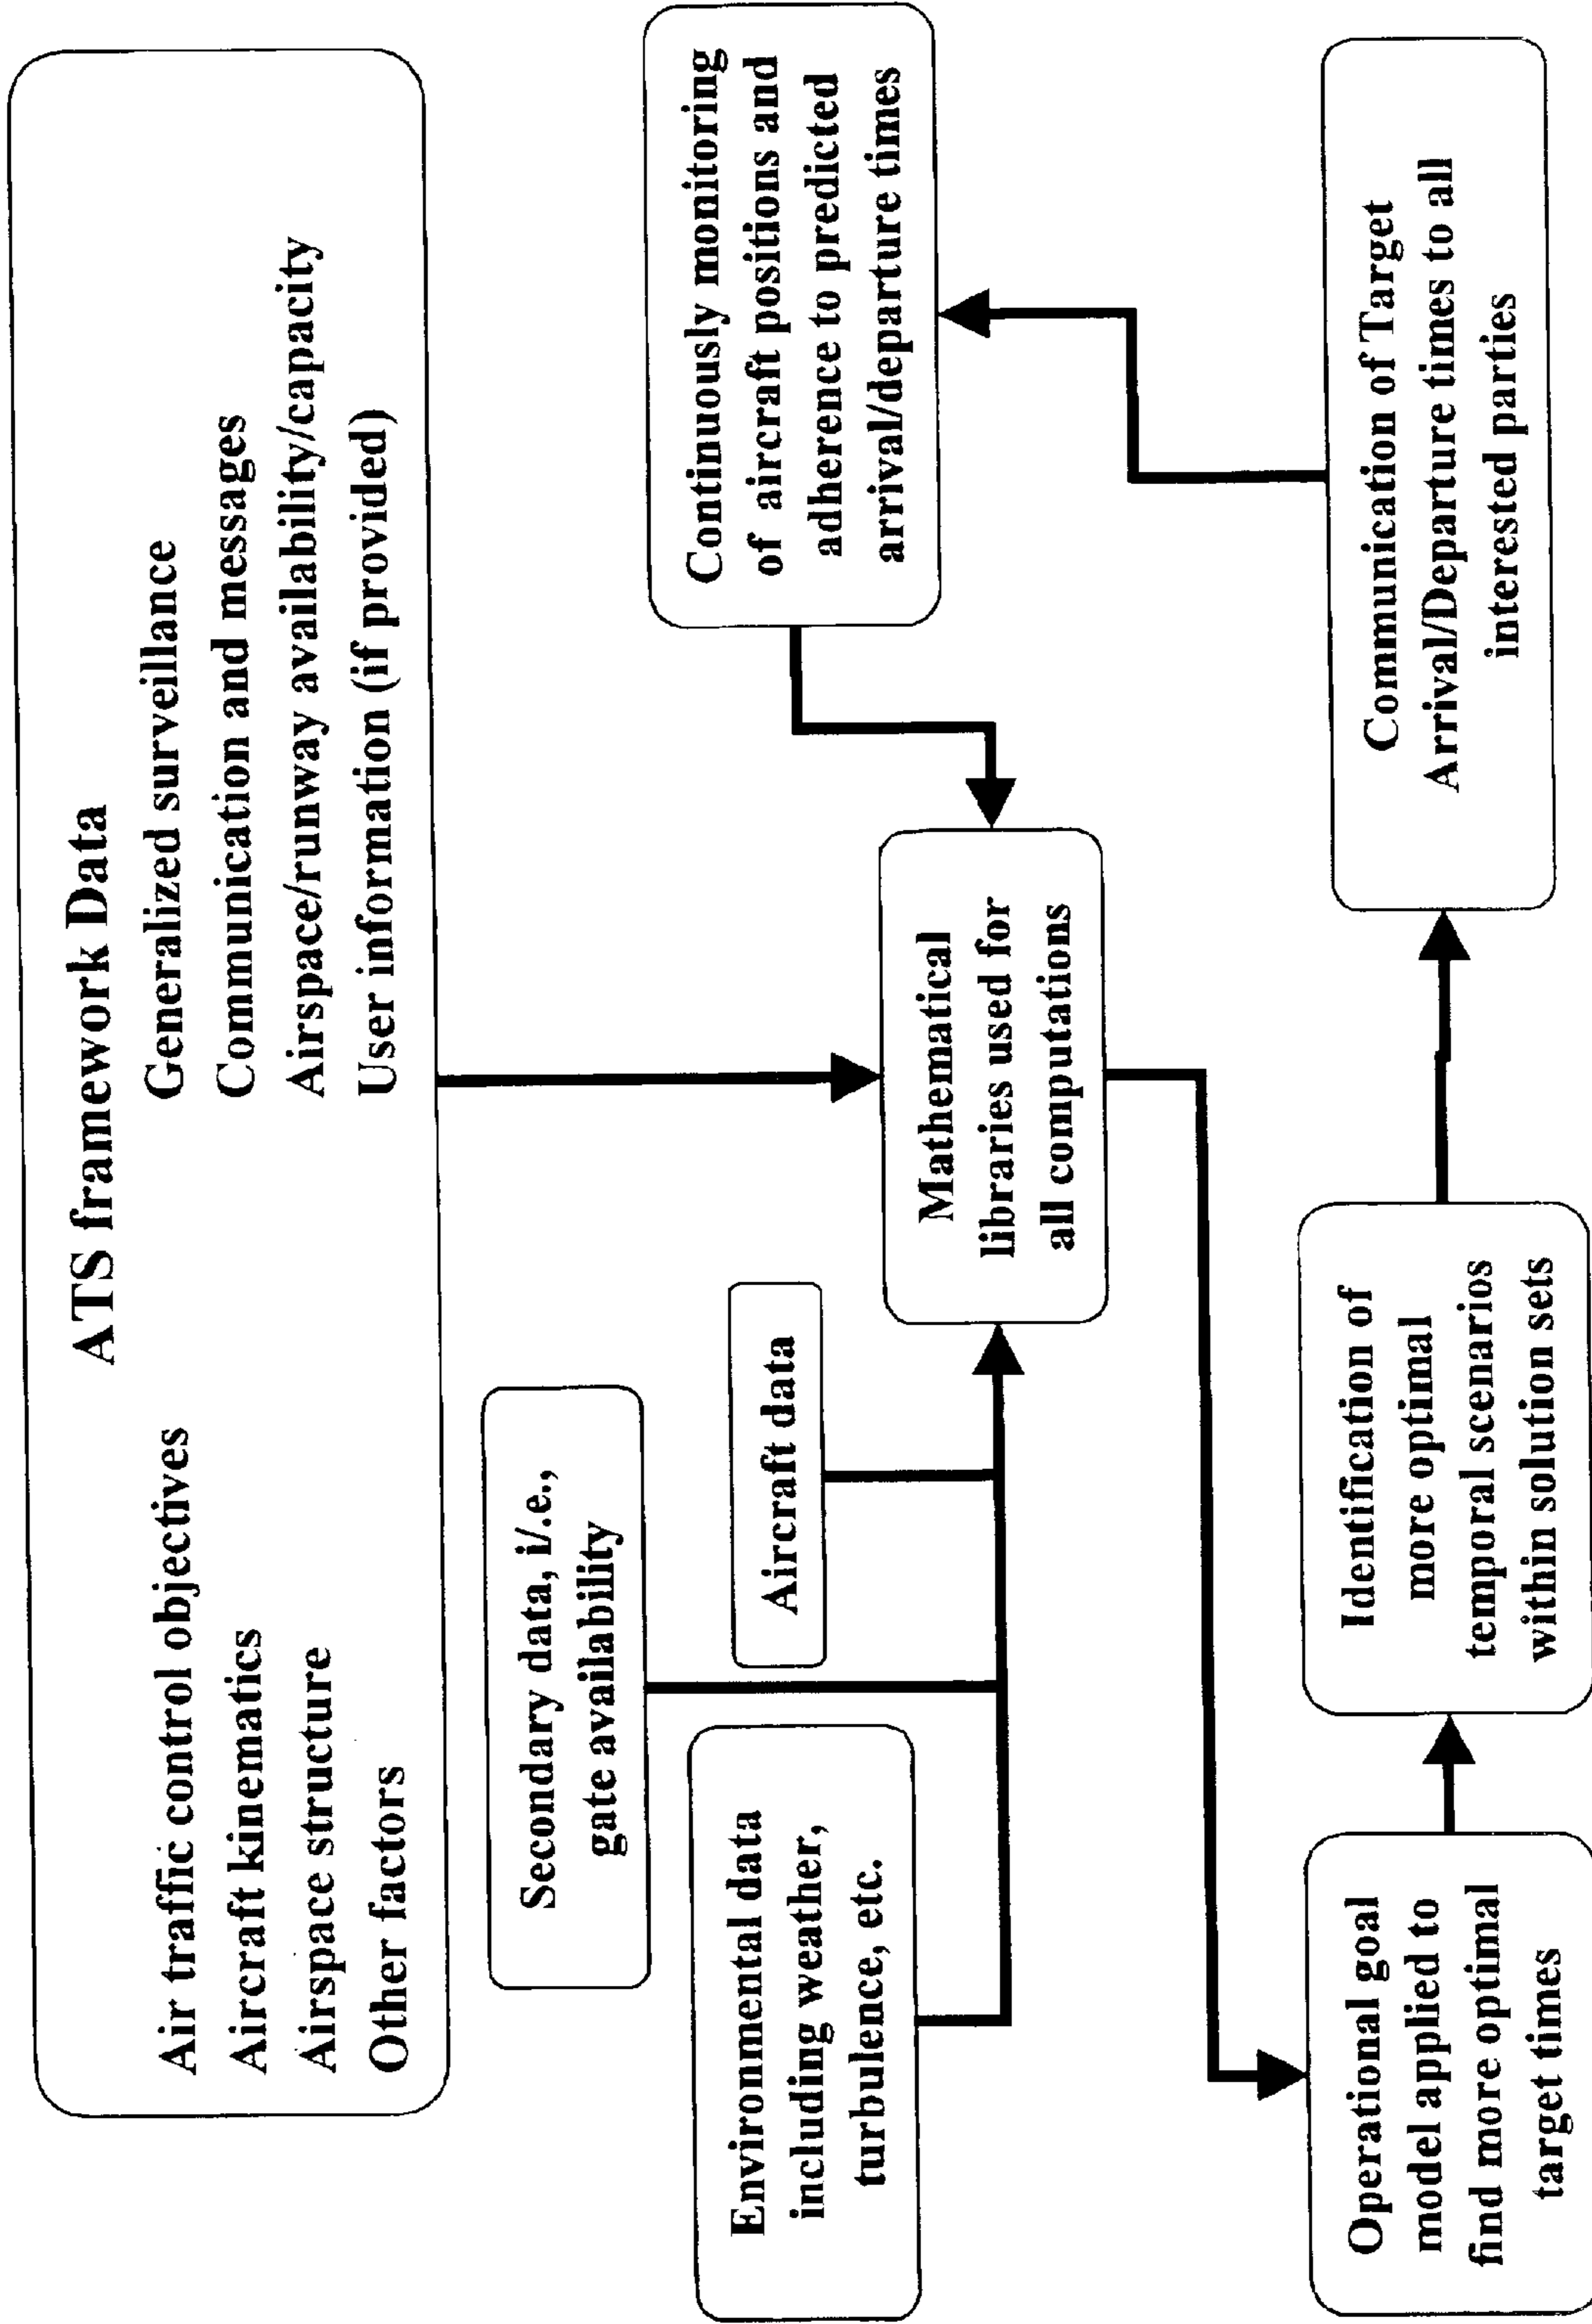 ATS framework Data
Air traffic control objectives
Aircraft kinematics
Airspace structure
Other factors
Generalized surveillance
Communication and messages
Airspace/runway availability/capacity
User information (if provided)
Secondary data, i/.e.,
gate availability
Environmental data
including weather,
turbulence, etc.
Aircraft data
Mathematical
libraries used for
all computations
Continuously monitoring
of aircraft positions and
adherence to predicted
arrival/departure times
Operational goal
model applied to
find more optimal
target times
Identification of
more optimal
temporal scenarios
within solution sets
Communication of Target
Arrival/Departure times to all
interested parties